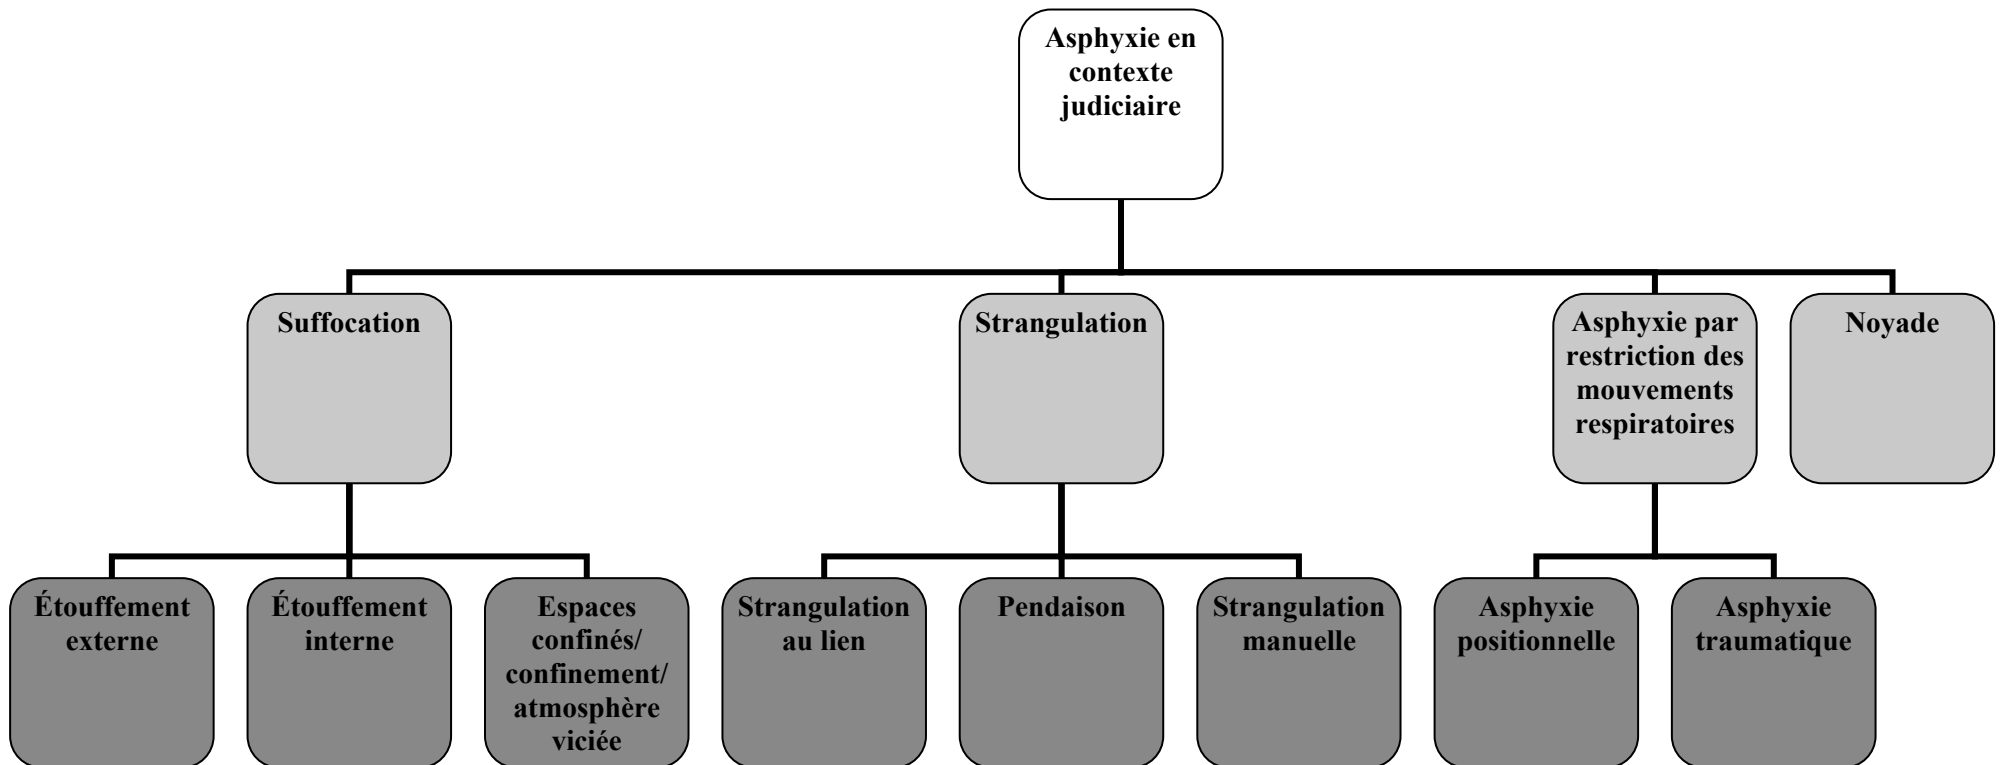 Asphyxie en
contexte
judiciaire
Suffocation
Strangulation
Asphyxie par
restriction des
mouvements
respiratoires
Noyade
Étouffement
externe
Étouffement
interne
Espaces
confinés/
confinement/
atmosphère
viciée
Strangulation
au lien
Pendaison
Strangulation
manuelle
Asphyxie
positionnelle
Asphyxie
traumatique